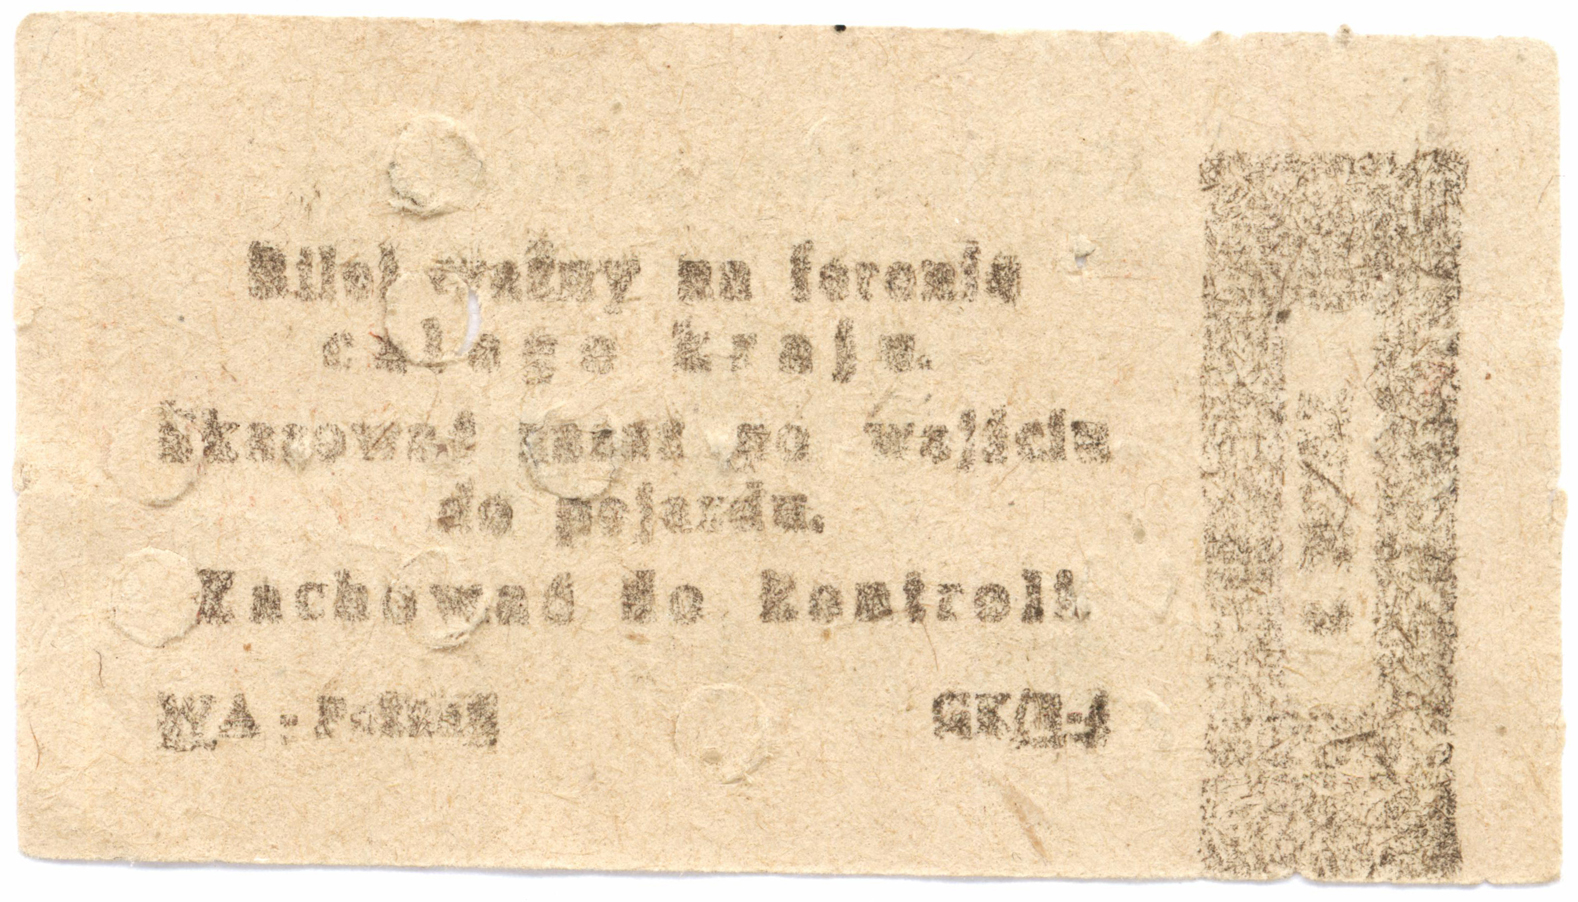 Bilet ważny na terenie
całego kraju.
Skasować zaraz po wejściu
do pojazdu.
Zachować do kontroli.
WA - Poznań